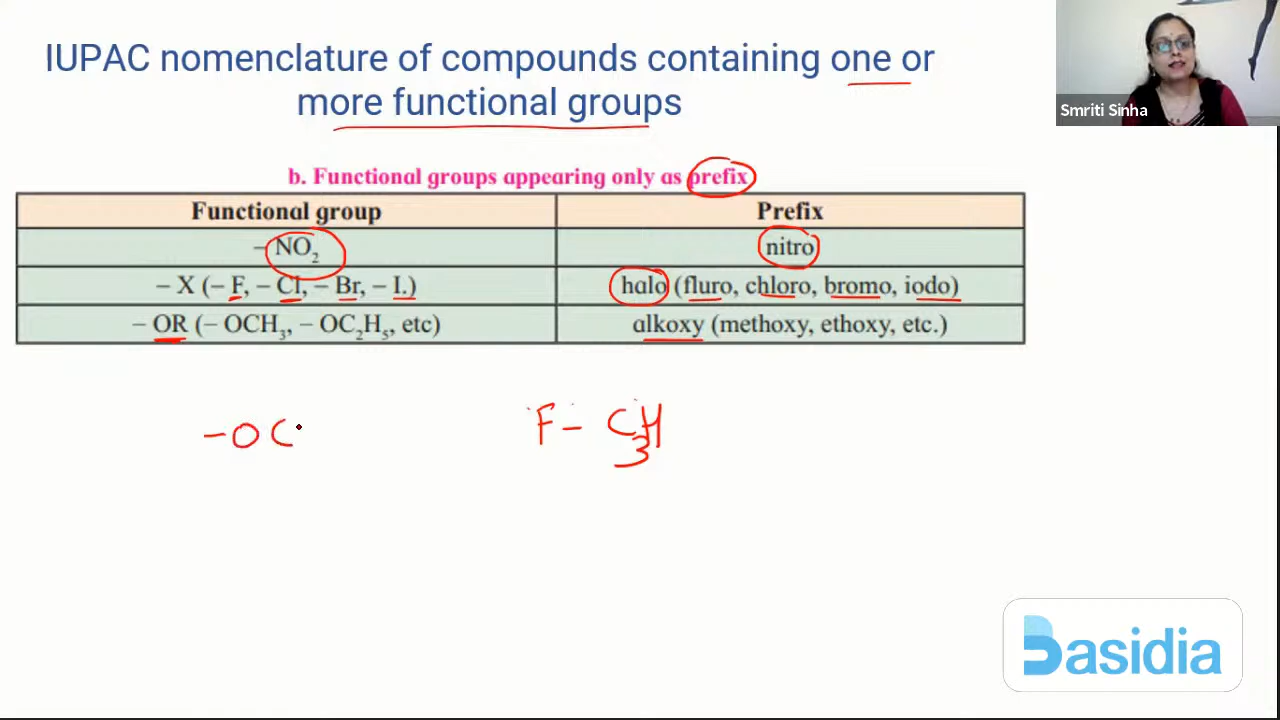 IUPAC nomenclature of compounds containing one or
more functional groups
Smriti Sinha
b. Functional groups appearing only as prefix
Functional group Prefix
– NO₂ nitro
– X (– F, – Cl, – Br, – I.) halo (fluro, chloro, bromo, iodo)
– OR (– OCH₃, – OC₂H₅, etc) alkoxy (methoxy, ethoxy, etc.)
–OC F– CH₃
Basidia